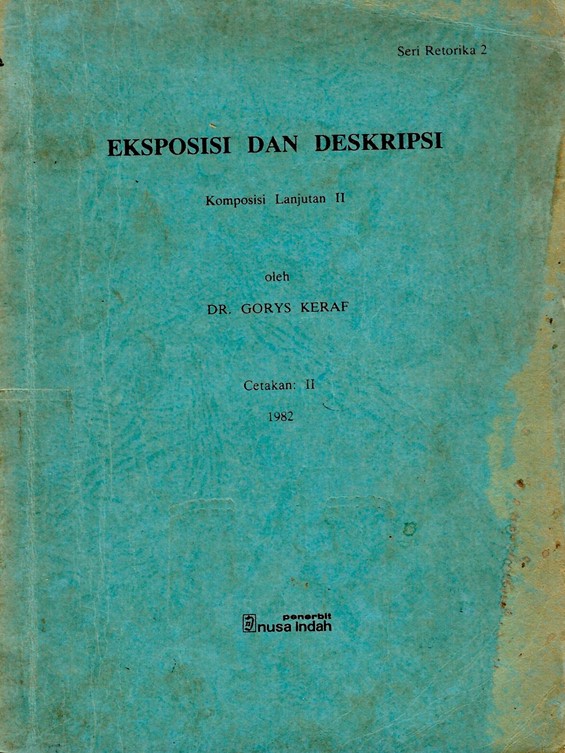 Seri Retorika 2
EKSPOSISI DAN DESKRIPSI
Komposisi Lanjutan II
oleh
DR. GORYS KERAF
Cetakan: II
1982
penerbit
nusa indah